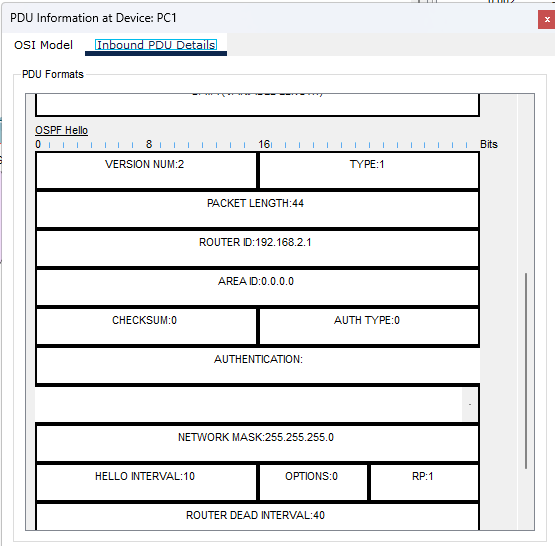 PDU Information at Device: PC1
OSI Model Inbound PDU Details
PDU Formats
OSPF Hello
0 8 16 Bits
VERSION NUM:2 TYPE:1
PACKET LENGTH:44
ROUTER ID:192.168.2.1
AREA ID:0.0.0.0
CHECKSUM:0 AUTH TYPE:0
AUTHENTICATION:
NETWORK MASK:255.255.255.0
HELLO INTERVAL:10 OPTIONS:0 RP:1
ROUTER DEAD INTERVAL:40